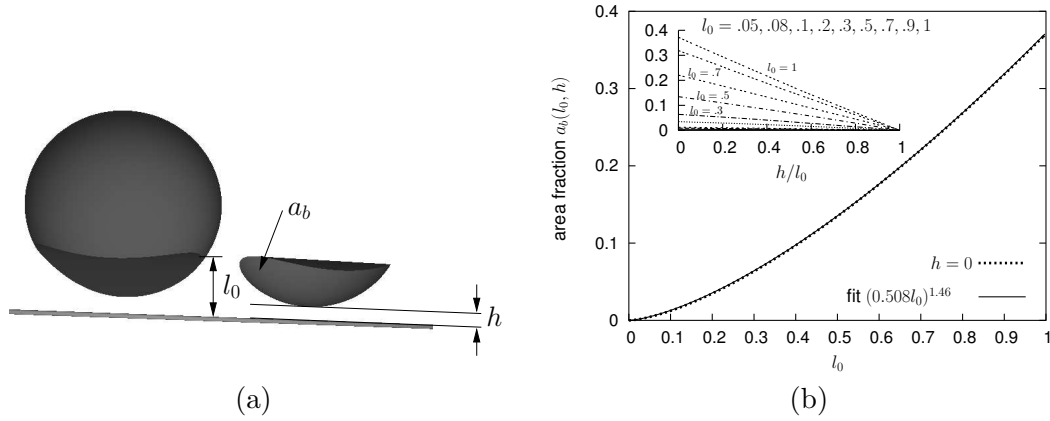 a_b
l_0
h
(a)
0.4
0.3
0.2
0.1
0
area fraction a_b(l_0, h)
l_0 = .05, .08, .1, .2, .3, .5, .7, .9, 1
0.4
0.3
0.2
0.1
0
l_0 = 1
l_0 = .7
l_0 = .5
l_0 = .3
0 0.2 0.4 0.6 0.8 1
h/l_0
h = 0
fit (0.508l_0)^1.46
0 0.1 0.2 0.3 0.4 0.5 0.6 0.7 0.8 0.9 1
l_0
(b)